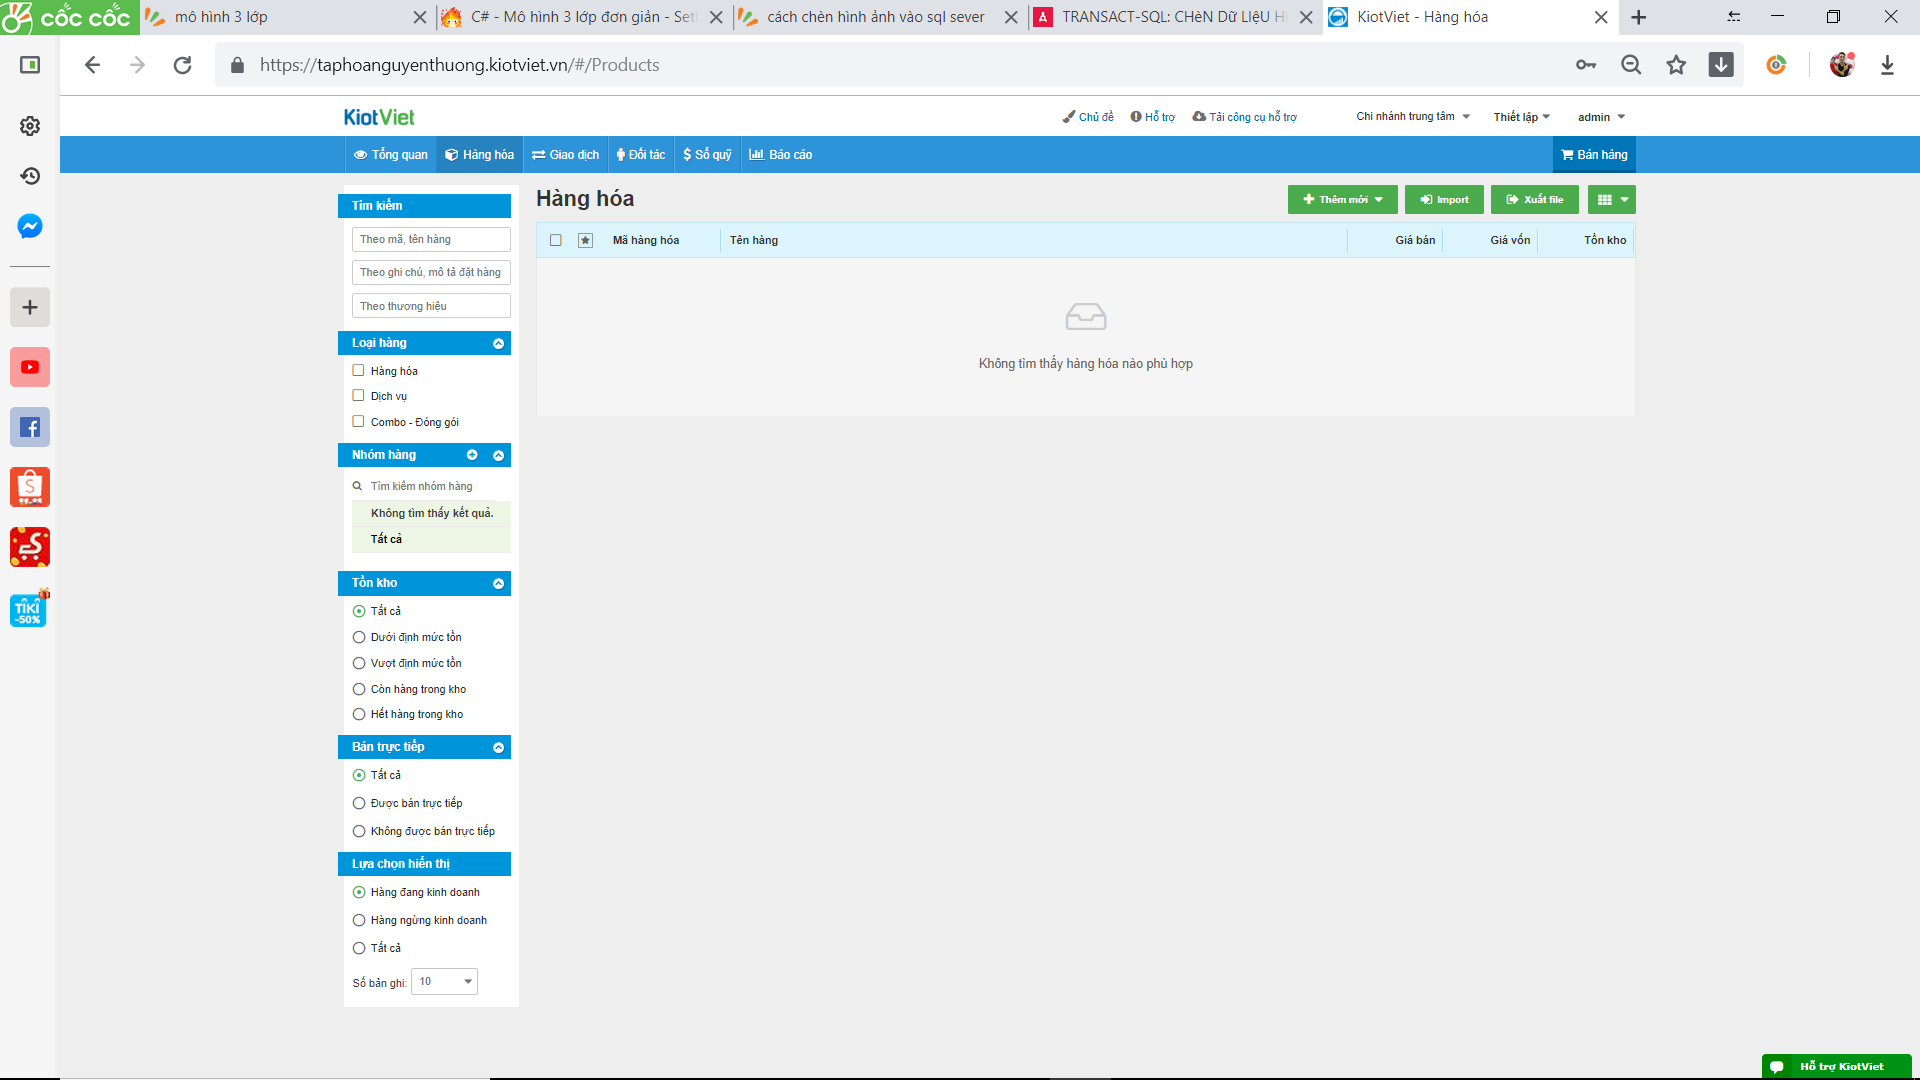 cốc cốc
mô hình 3 lớp
C# - Mô hình 3 lớp đơn giản - Set
cách chèn hình ảnh vào sql sever
TRANSACT-SQL: CHèN Dữ LIệU H
KiotViet - Hàng hóa
https://taphoanguyenthuong.kiotviet.vn/#/Products
KiotViet
Chủ đề
Hỗ trợ
Tải công cụ hỗ trợ
Chi nhánh trung tâm
Thiết lập
admin
Tổng quan
Hàng hóa
Giao dịch
Đối tác
Sổ quỹ
Báo cáo
Bán hàng
Tìm kiếm
Theo mã, tên hàng
Theo ghi chú, mô tả đặt hàng
Theo thương hiệu
Loại hàng
Hàng hóa
Dịch vụ
Combo - Đóng gói
Nhóm hàng
Tìm kiếm nhóm hàng
Không tìm thấy kết quả.
Tất cả
Tồn kho
Tất cả
Dưới định mức tồn
Vượt định mức tồn
Còn hàng trong kho
Hết hàng trong kho
Bán trực tiếp
Tất cả
Được bán trực tiếp
Không được bán trực tiếp
Lựa chọn hiển thị
Hàng đang kinh doanh
Hàng ngừng kinh doanh
Tất cả
Số bản ghi: 10
Hàng hóa
Thêm mới
Import
Xuất file
Mã hàng hóa
Tên hàng
Giá bán
Giá vốn
Tồn kho
Không tìm thấy hàng hóa nào phù hợp
TIKI
-50%
Hỗ trợ KiotViet